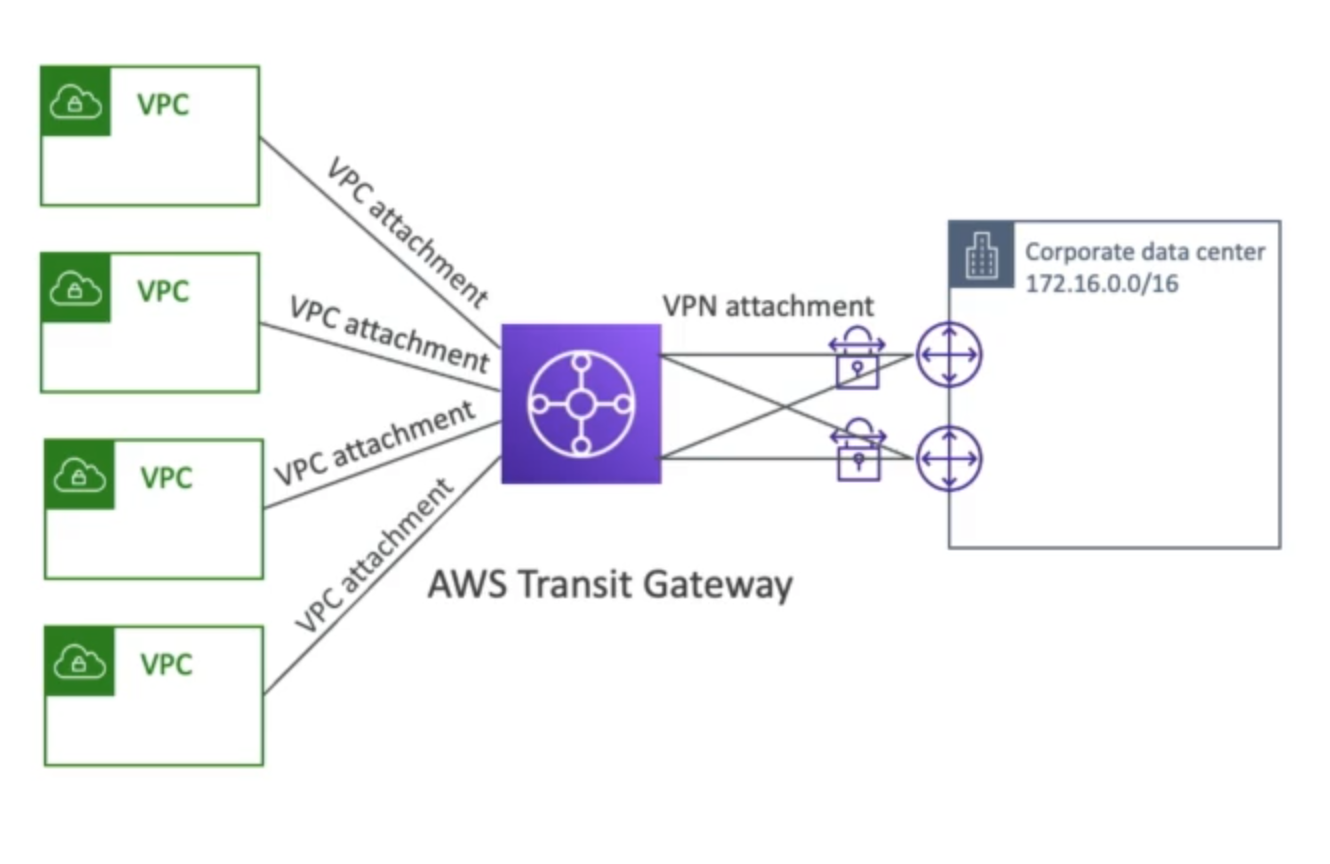 VPC
VPC attachment
VPC
VPC attachment
VPC
VPC attachment
VPC
VPC attachment
VPN attachment
Corporate data center
172.16.0.0/16
AWS Transit Gateway